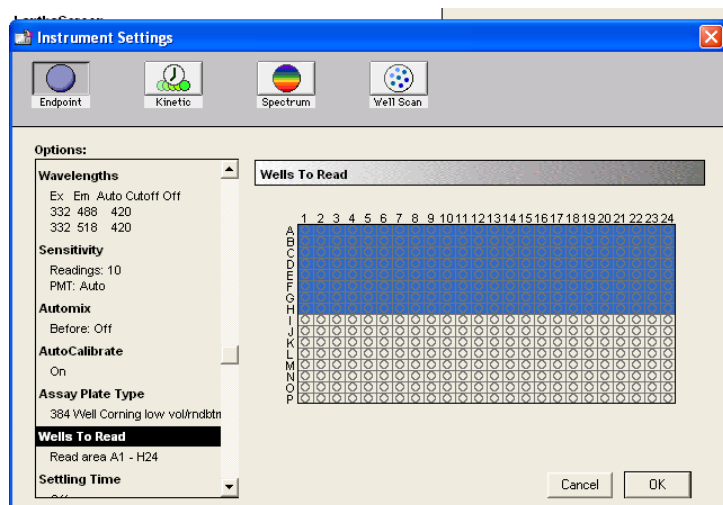 Instrument Settings
Endpoint Kinetic Spectrum Well Scan
Options:
Wavelengths
Ex Em Auto Cutoff Off
332 488 420
332 518 420
Sensitivity
Readings: 10
PMT: Auto
Automix
Before: Off
AutoCalibrate
On
Assay Plate Type
384 Well Corning low vol/rndbtn
Wells To Read
Read area A1 - H24
Settling Time
Wells To Read
1 2 3 4 5 6 7 8 9 10 11 12 13 14 15 16 17 18 19 20 21 22 23 24
A
B
C
D
E
F
G
H
I
J
K
L
M
N
O
P
Cancel OK